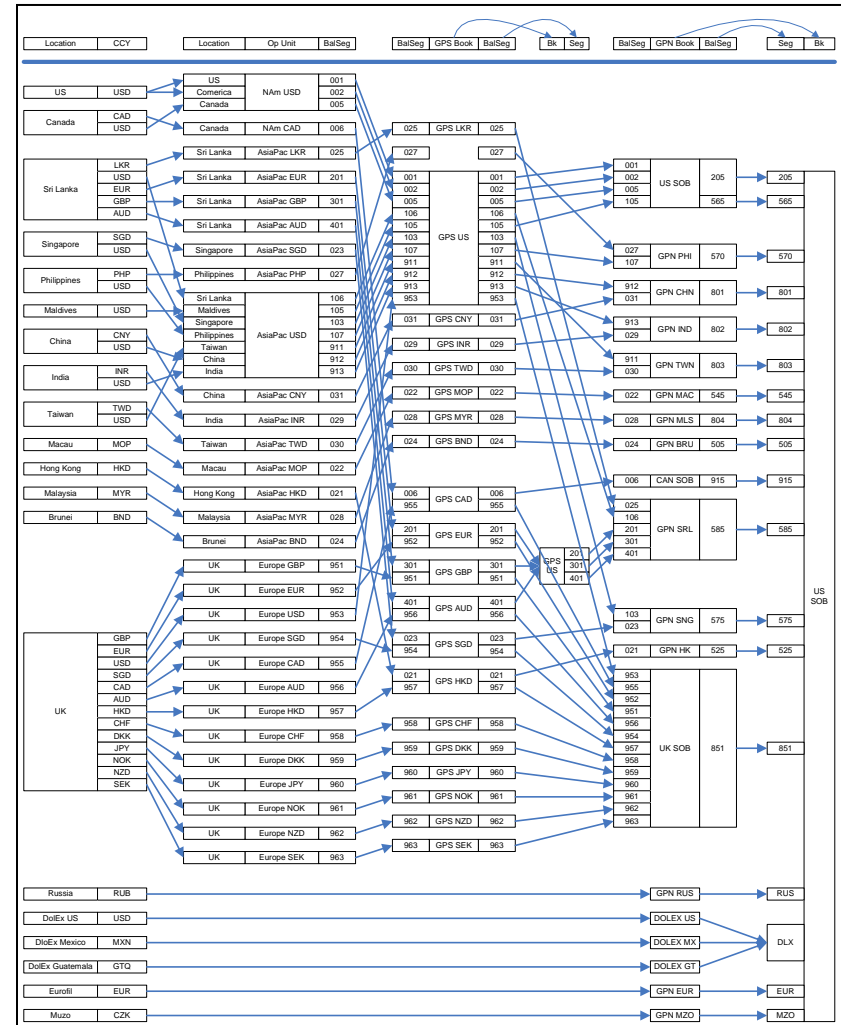 Location CCY Location Op Unit BalSeg BalSeg GPS Book BalSeg Bk Seg BalSeg GPN Book BalSeg Seg Bk
US 001
US USD Comerica NAm USD 002
Canada 005
CAD
Canada USD
Canada NAm CAD 006 025 GPS LKR 025
LKR Sri Lanka AsiaPac LKR 025 027 027
USD
Sri Lanka EUR
GBP
AUD
Sri Lanka AsiaPac EUR 201
Sri Lanka AsiaPac GBP 301
Sri Lanka AsiaPac AUD 401
001 001
002 002
005 005
106 106
105 105
103 GPS US 103
107 107
911 911
912 912
913 913
953 953
001
002 US SOB 205 205
005
105 565 565
SGD
Singapore USD
Singapore AsiaPac SGD 023
027 GPN PHI 570 570
107
PHP
Philippines USD
Philippines AsiaPac PHP 027
912 GPN CHN 801 801
031
Maldives USD
Sri Lanka 106
Maldives 105
Singapore 103
Philippines AsiaPac USD 107
Taiwan 911
China 912
India 913
CNY
China USD
031 GPS CNY 031
913 GPN IND 802 802
029
029 GPS INR 029
INR
India USD
030 GPS TWD 030
911 GPN TWN 803 803
030
China AsiaPac CNY 031 022 GPS MOP 022 022 GPN MAC 545 545
TWD
Taiwan USD
India AsiaPac INR 029 028 GPS MYR 028 028 GPN MLS 804 804
Macau MOP Taiwan AsiaPac TWD 030 024 GPS BND 024 024 GPN BRU 505 505
Hong Kong HKD Macau AsiaPac MOP 022
Malaysia MYR Hong Kong AsiaPac HKD 021
Brunei BND Malaysia AsiaPac MYR 028
Brunei AsiaPac BND 024
006 GPS CAD 006
955 955
006 CAN SOB 915 915
201 GPS EUR 201
952 952
025
106
201 GPN SRL 585 585
301
401
301 GPS GBP 301
951 951
201
GPS US 301
401
401 GPS AUD 401
956 956
UK Europe GBP 951
UK Europe EUR 952
UK Europe USD 953
UK Europe SGD 954
UK Europe CAD 955
UK Europe AUD 956
UK Europe HKD 957
UK Europe CHF 958
UK Europe DKK 959
UK Europe JPY 960
UK Europe NOK 961
UK Europe NZD 962
UK Europe SEK 963
023 GPS SGD 023
954 954
103 GPN SNG 575 575
023
021 GPS HKD 021
957 957
021 GPN HK 525 525
GBP
EUR
USD
SGD
CAD
AUD
UK HKD
CHF
DKK
JPY
NOK
NZD
SEK
958 GPS CHF 958
959 GPS DKK 959
960 GPS JPY 960
961 GPS NOK 961
962 GPS NZD 962
963 GPS SEK 963
953
955
952
951
956
954
957 UK SOB 851 851
958
959
960
961
962
963
US
SOB
Russia RUB GPN RUS RUS
DolEx US USD DOLEX US
DloEx Mexico MXN DOLEX MX DLX
DolEx Guatemala GTQ DOLEX GT
Eurofil EUR GPN EUR EUR
Muzo CZK GPN MZO MZO